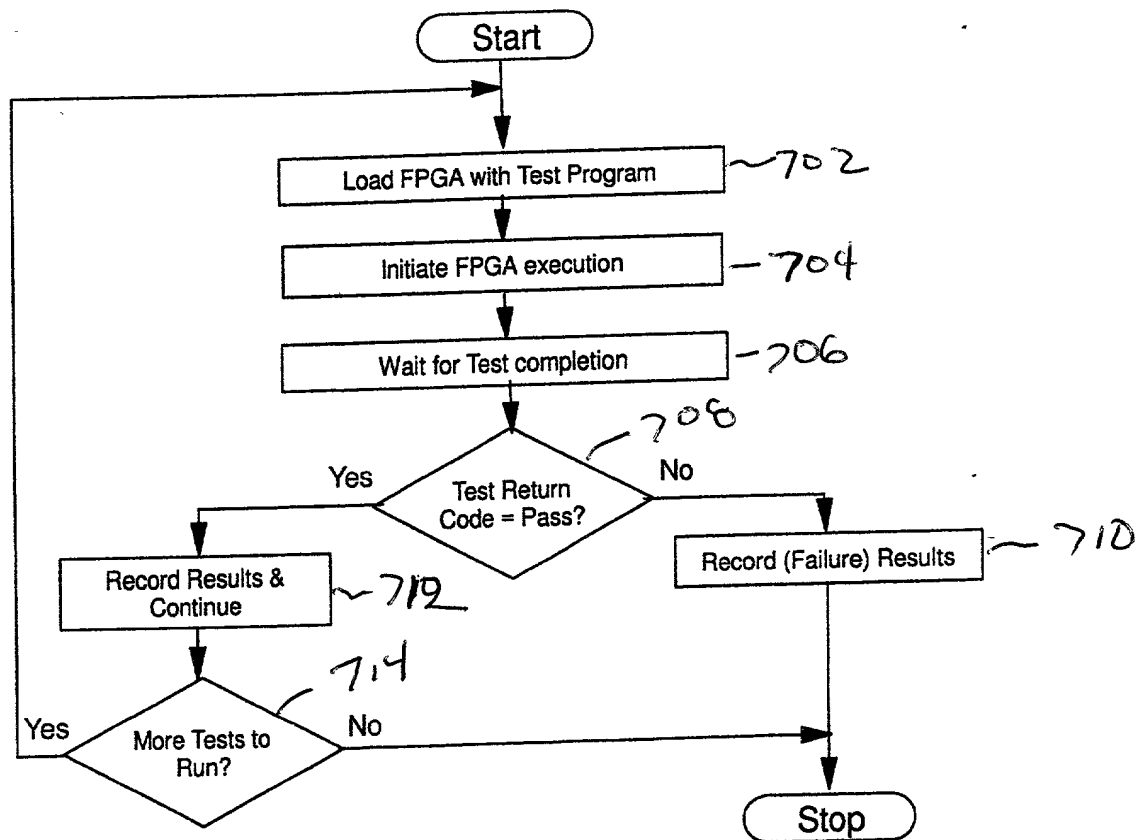 Start
Load FPGA with Test Program
702
Initiate FPGA execution
704
Wait for Test completion
706
708
Yes
No
Test Return
Code = Pass?
Record (Failure) Results
710
Record Results &
Continue
712
714
Yes
No
More Tests to
Run?
Stop